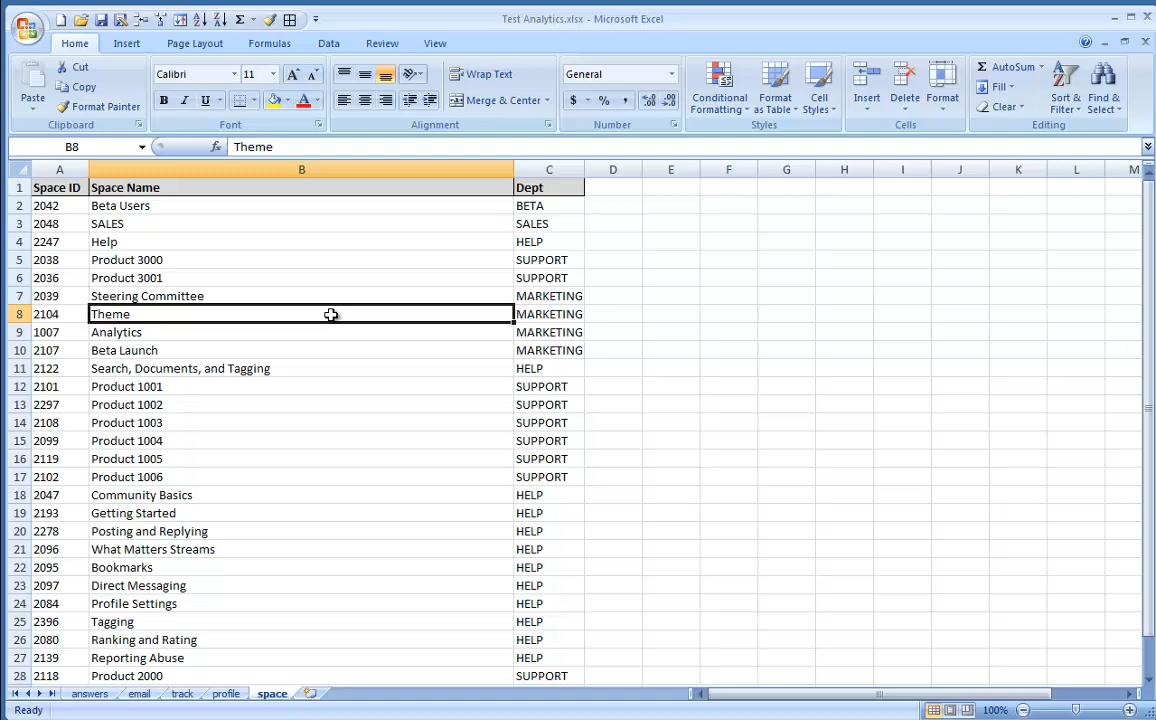 Test Analytics.xlsx - Microsoft Excel
Home Insert Page Layout Formulas Data Review View
Paste
Cut
Copy
Format Painter
Clipboard
Calibri 11
B I U
Font
Wrap Text
Merge & Center
Alignment
General
$ % ,
Number
Conditional Formatting
Format as Table
Cell Styles
Styles
Insert Delete Format
Cells
Σ AutoSum
Fill
Clear
Sort & Filter
Find & Select
Editing
B8 fx Theme
A B C D E F G H I J K L M
1 Space ID Space Name Dept
2 2042 Beta Users BETA
3 2048 SALES SALES
4 2247 Help HELP
5 2038 Product 3000 SUPPORT
6 2036 Product 3001 SUPPORT
7 2039 Steering Committee MARKETING
8 2104 Theme MARKETING
9 1007 Analytics MARKETING
10 2107 Beta Launch MARKETING
11 2122 Search, Documents, and Tagging HELP
12 2101 Product 1001 SUPPORT
13 2297 Product 1002 SUPPORT
14 2108 Product 1003 SUPPORT
15 2099 Product 1004 SUPPORT
16 2119 Product 1005 SUPPORT
17 2102 Product 1006 SUPPORT
18 2047 Community Basics HELP
19 2193 Getting Started HELP
20 2278 Posting and Replying HELP
21 2096 What Matters Streams HELP
22 2095 Bookmarks HELP
23 2097 Direct Messaging HELP
24 2084 Profile Settings HELP
25 2396 Tagging HELP
26 2080 Ranking and Rating HELP
27 2139 Reporting Abuse HELP
28 2118 Product 2000 SUPPORT
answers email track profile space
Ready 100%